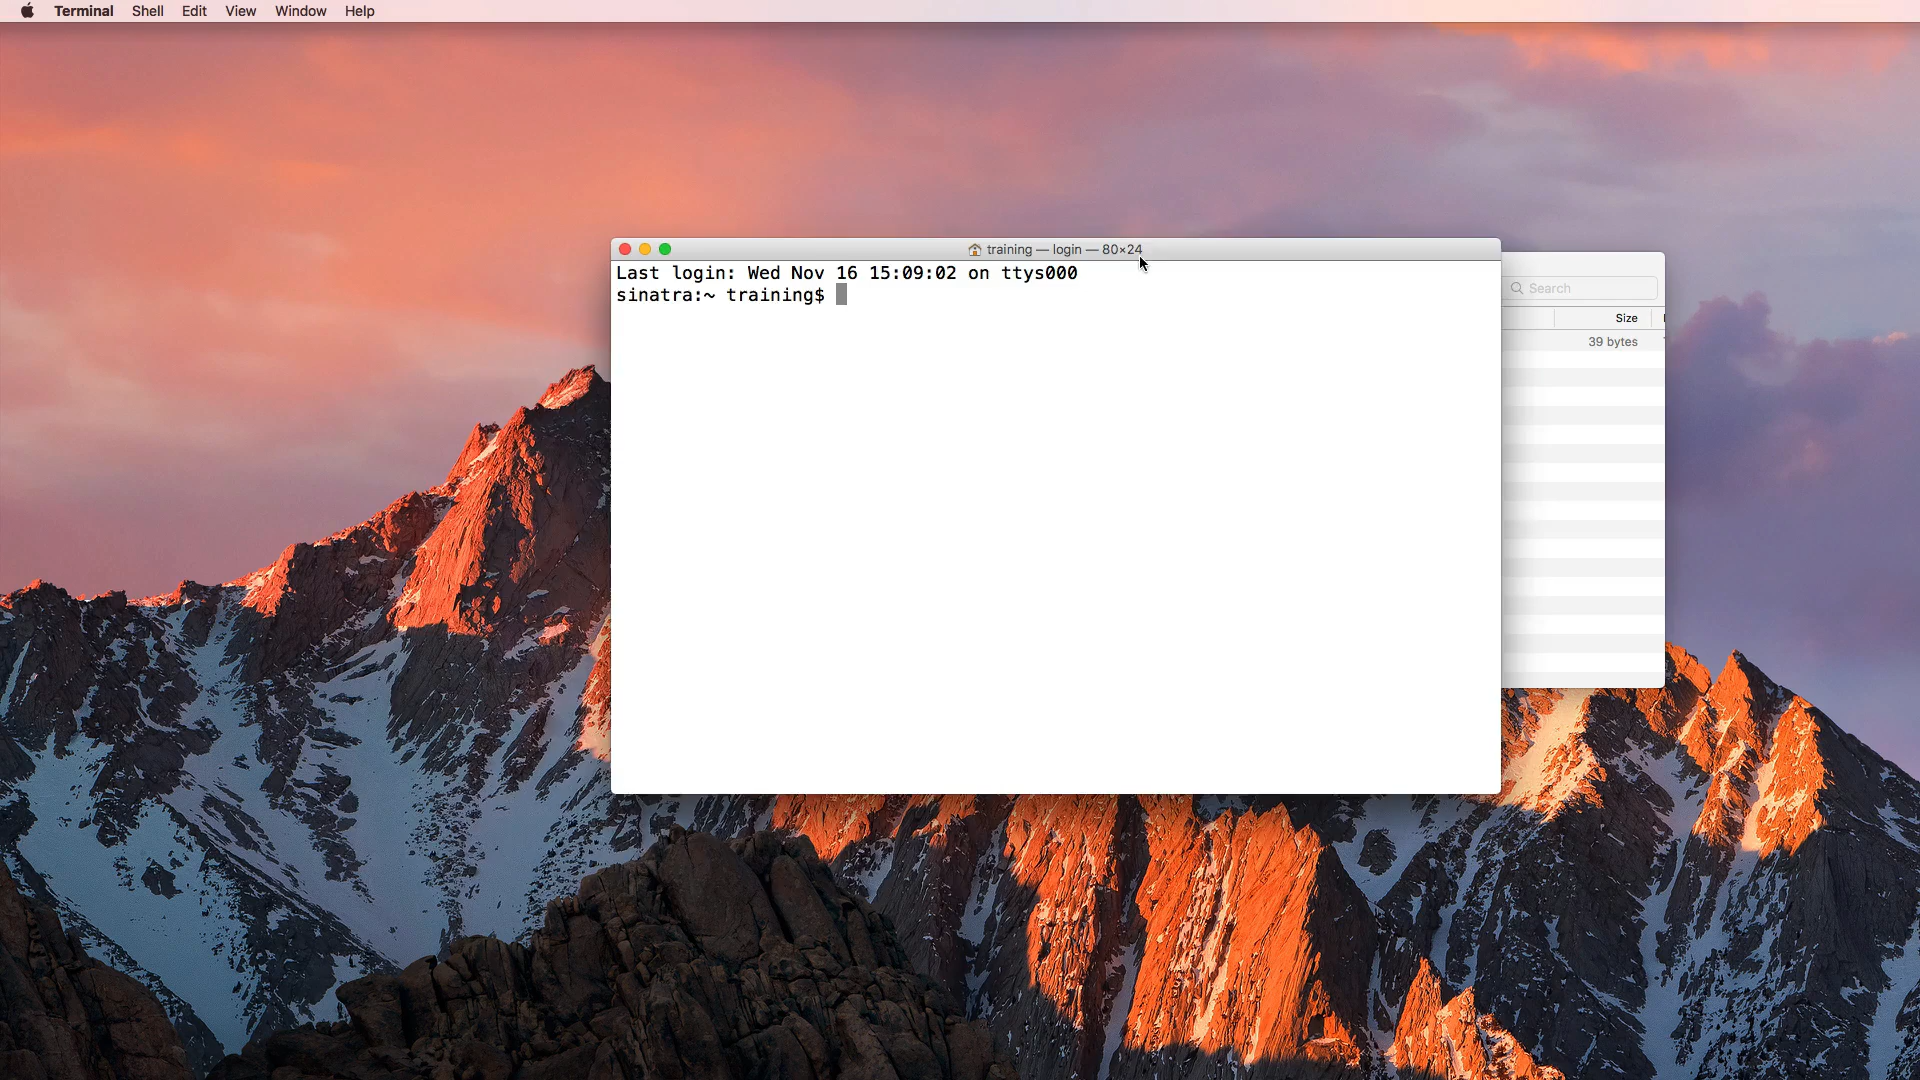 Terminal Shell Edit View Window Help
training — login — 80×24
Last login: Wed Nov 16 15:09:02 on ttys000
sinatra:~ training$
Search
Size
39 bytes